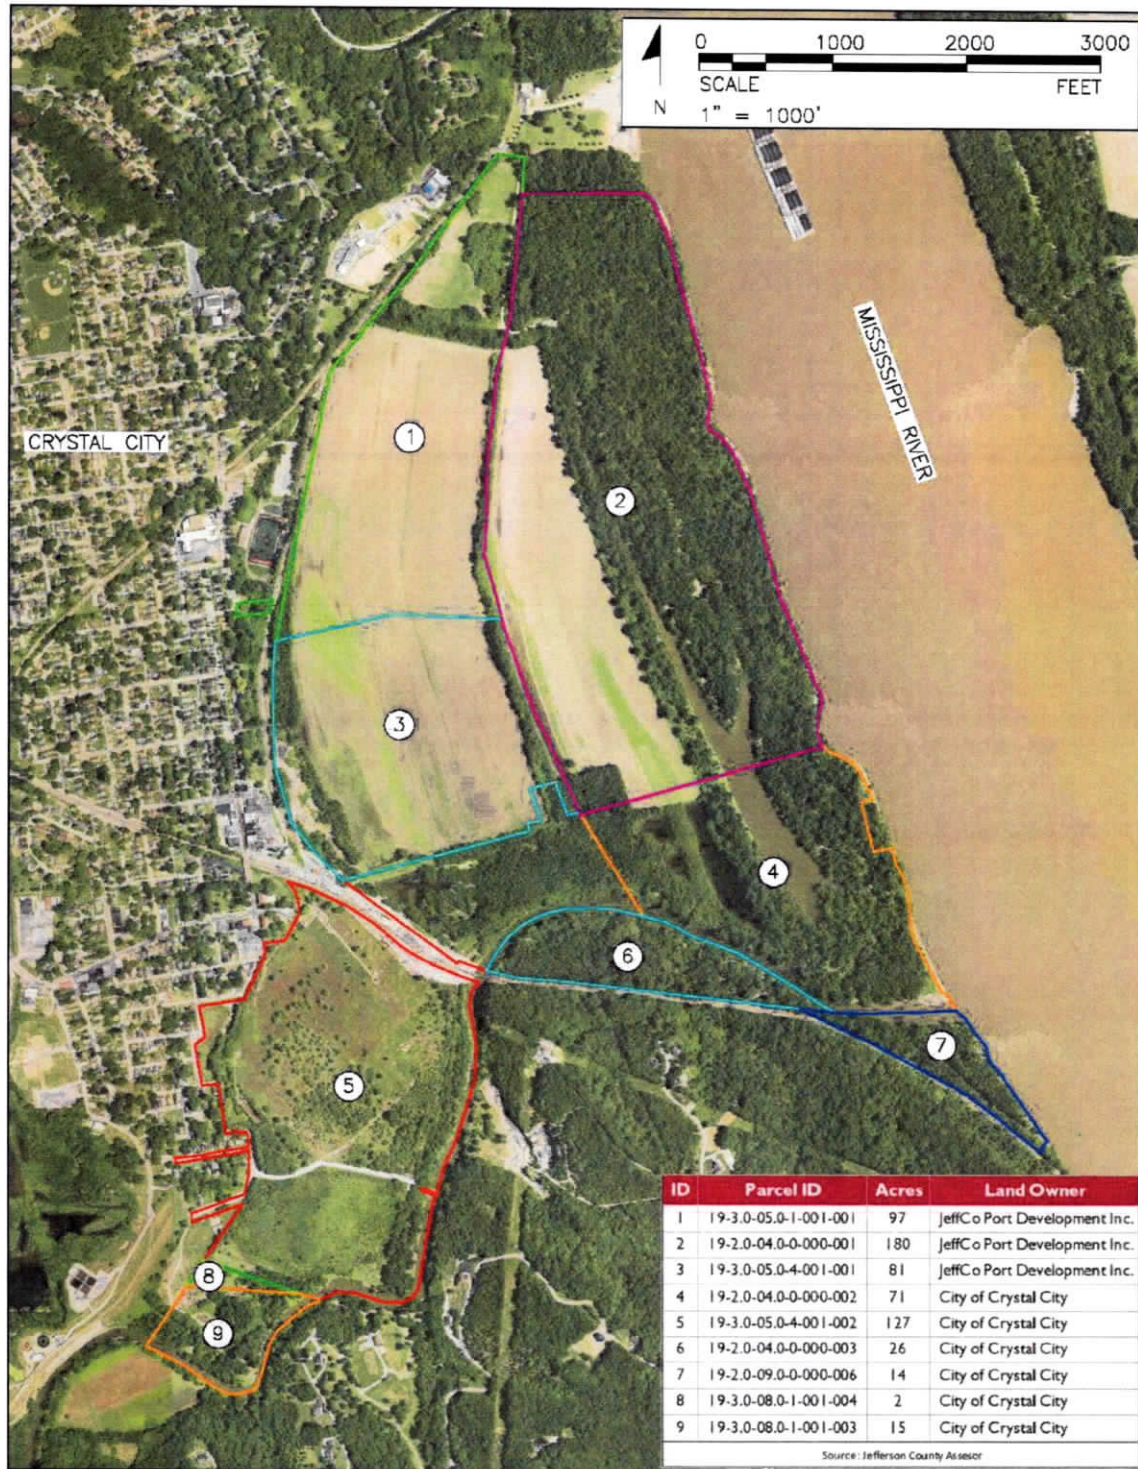 0 1000 2000 3000
SCALE FEET
N 1" = 1000'
MISSISSIPPI RIVER
CRYSTAL CITY
1
2
3
4
5
6
7
8
9
ID Parcel ID Acres Land Owner
1 19-3.0-05.0-1-001-001 97 JeffCo Port Development Inc.
2 19-2.0-04.0-0-000-001 180 JeffCo Port Development Inc.
3 19-3.0-05.0-4-001-001 81 JeffCo Port Development Inc.
4 19-2.0-04.0-0-000-002 71 City of Crystal City
5 19-3.0-05.0-4-001-002 127 City of Crystal City
6 19-2.0-04.0-0-000-003 26 City of Crystal City
7 19-2.0-09.0-0-000-006 14 City of Crystal City
8 19-3.0-08.0-1-001-004 2 City of Crystal City
9 19-3.0-08.0-1-001-003 15 City of Crystal City
Source: Jefferson County Assesor